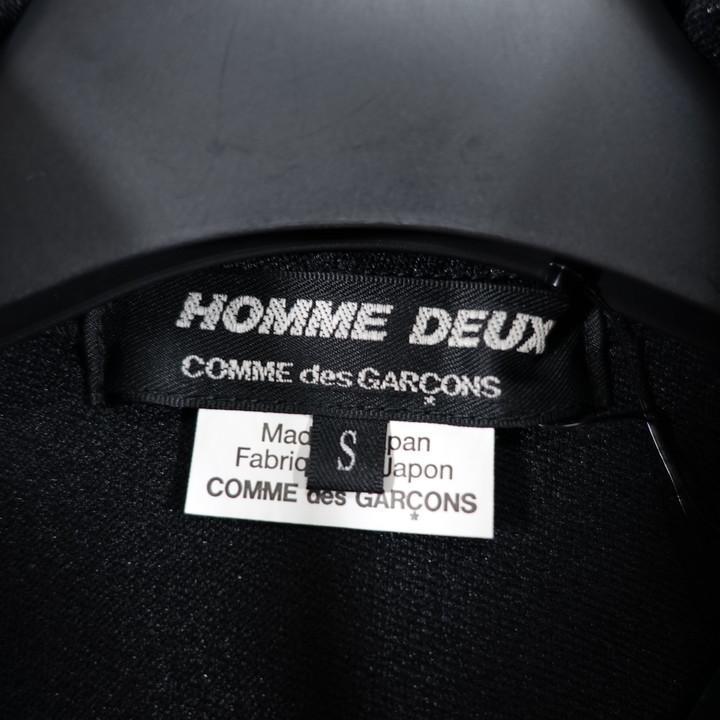 HOMME DEUX
COMME des GARÇONS
S
Mad pan
Fabric Japon
COMME des GARÇONS